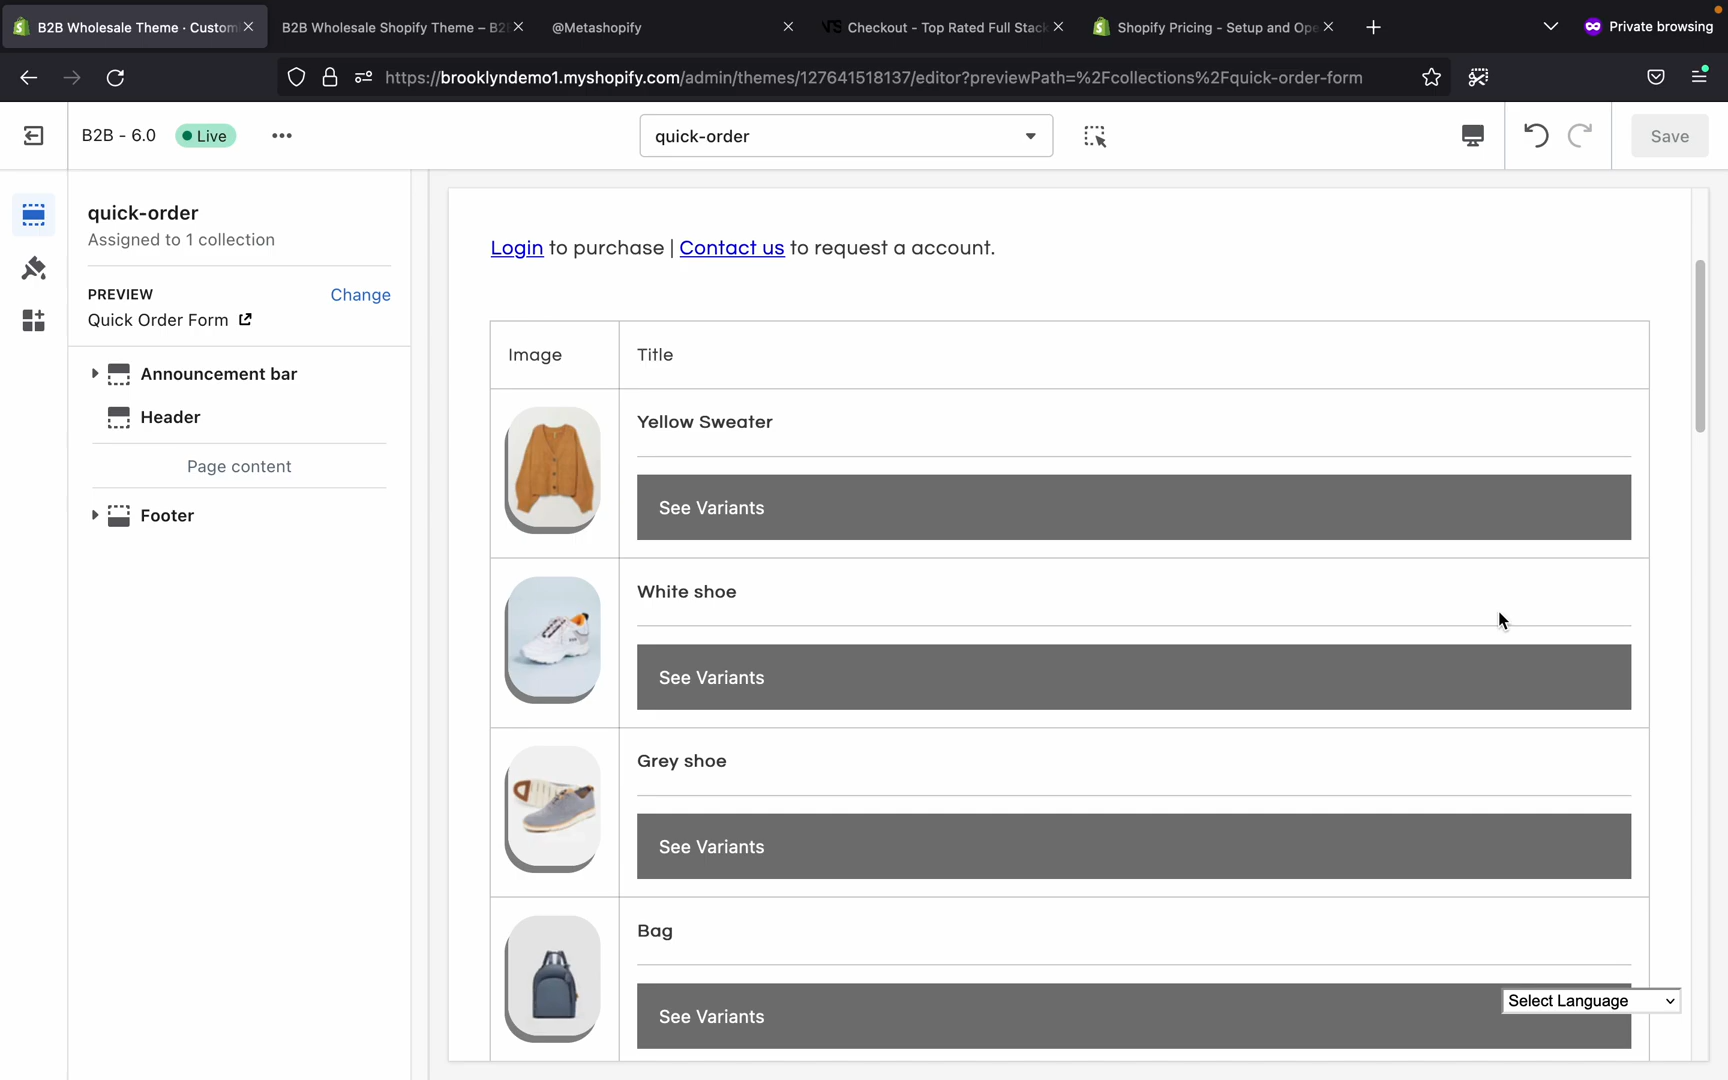 B2B Wholesale Theme · Custom
B2B Wholesale Shopify Theme – B2
@Metashopify
Checkout - Top Rated Full Stack
Shopify Pricing - Setup and Ope
Private browsing
https://brooklyndemo1.myshopify.com/admin/themes/127641518137/editor?previewPath=%2Fcollections%2Fquick-order-form
B2B - 6.0
Live
quick-order
Save
quick-order
Assigned to 1 collection
PREVIEW
Change
Quick Order Form
Announcement bar
Header
Page content
Footer
Login to purchase | Contact us to request a account.
Image
Title
Yellow Sweater
See Variants
White shoe
See Variants
Grey shoe
See Variants
Bag
See Variants
Select Language